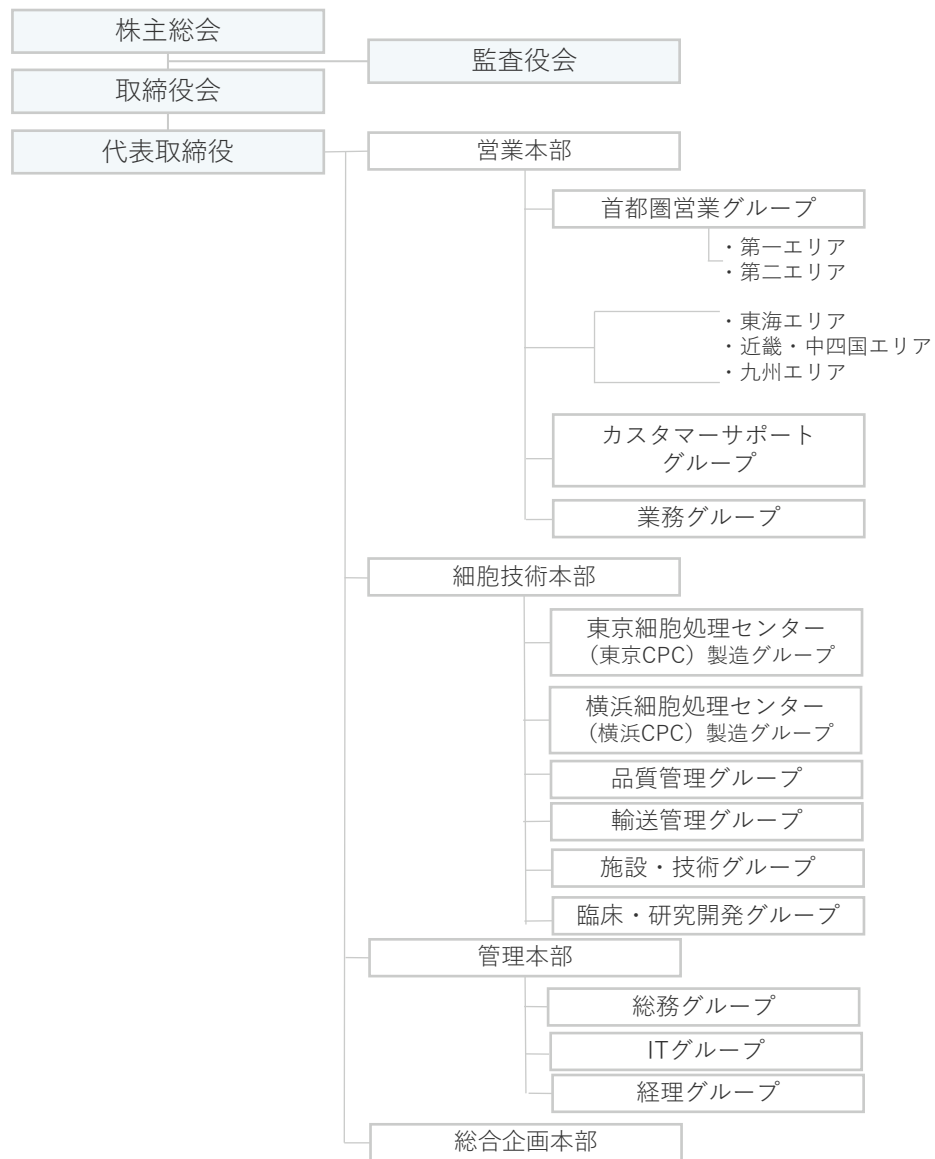 株主総会
監査役会
取締役会
代表取締役
営業本部
首都圏営業グループ
・第一エリア
・第二エリア
・東海エリア
・近畿・中四国エリア
・九州エリア
カスタマーサポート
グループ
業務グループ
細胞技術本部
東京細胞処理センター
（東京CPC）製造グループ
横浜細胞処理センター
（横浜CPC）製造グループ
品質管理グループ
輸送管理グループ
施設・技術グループ
臨床・研究開発グループ
管理本部
総務グループ
ITグループ
経理グループ
総合企画本部